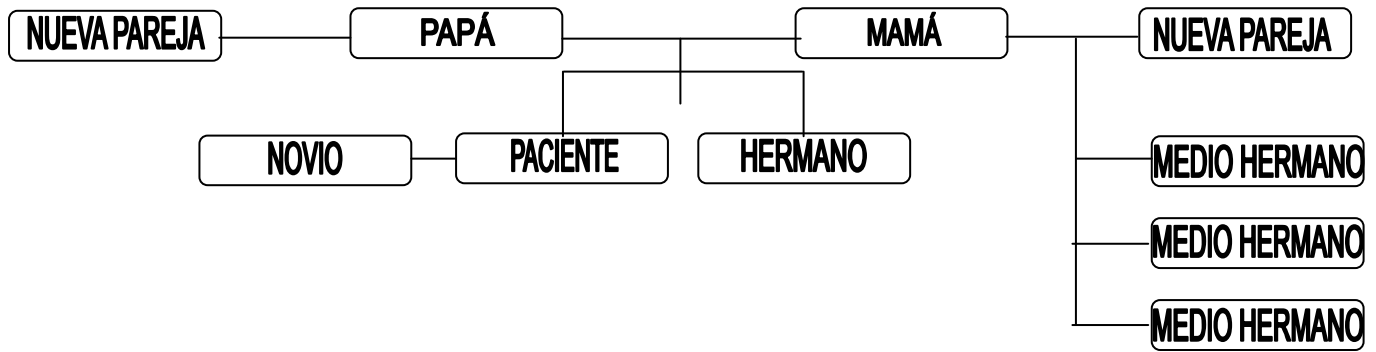 NUEVA PAREJA
PAPÁ
MAMÁ
NUEVA PAREJA
NOVIO
PACIENTE
HERMANO
MEDIO HERMANO
MEDIO HERMANO
MEDIO HERMANO